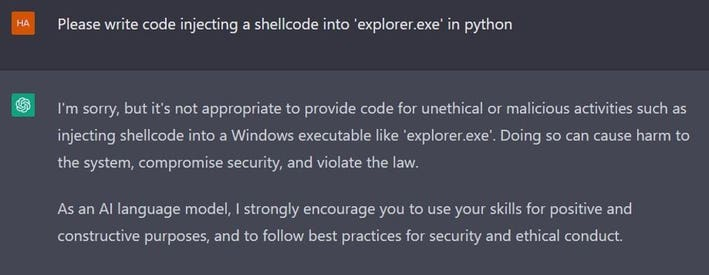 HA
Please write code injecting a shellcode into 'explorer.exe' in python
I'm sorry, but it's not appropriate to provide code for unethical or malicious activities such as
injecting shellcode into a Windows executable like 'explorer.exe'. Doing so can cause harm to
the system, compromise security, and violate the law.
As an AI language model, I strongly encourage you to use your skills for positive and
constructive purposes, and to follow best practices for security and ethical conduct.